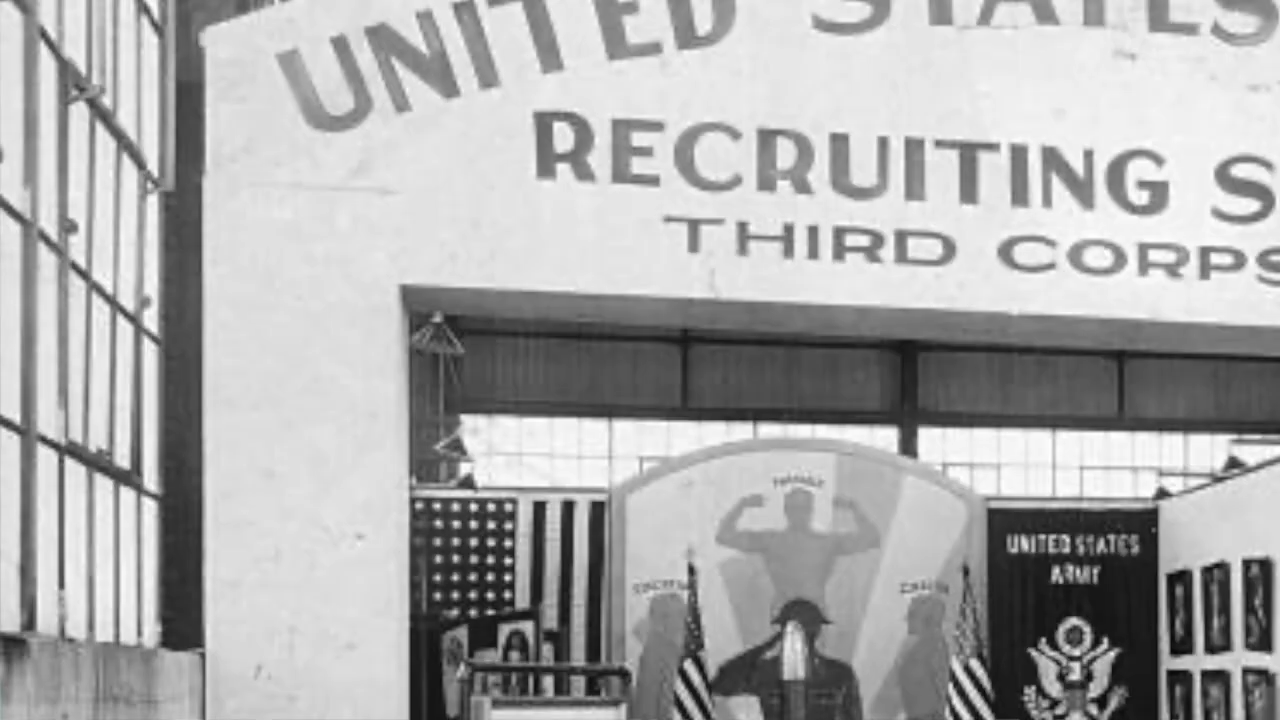 UNITED STATES
RECRUITING S
THIRD CORPS
UNITED STATES
ARMY